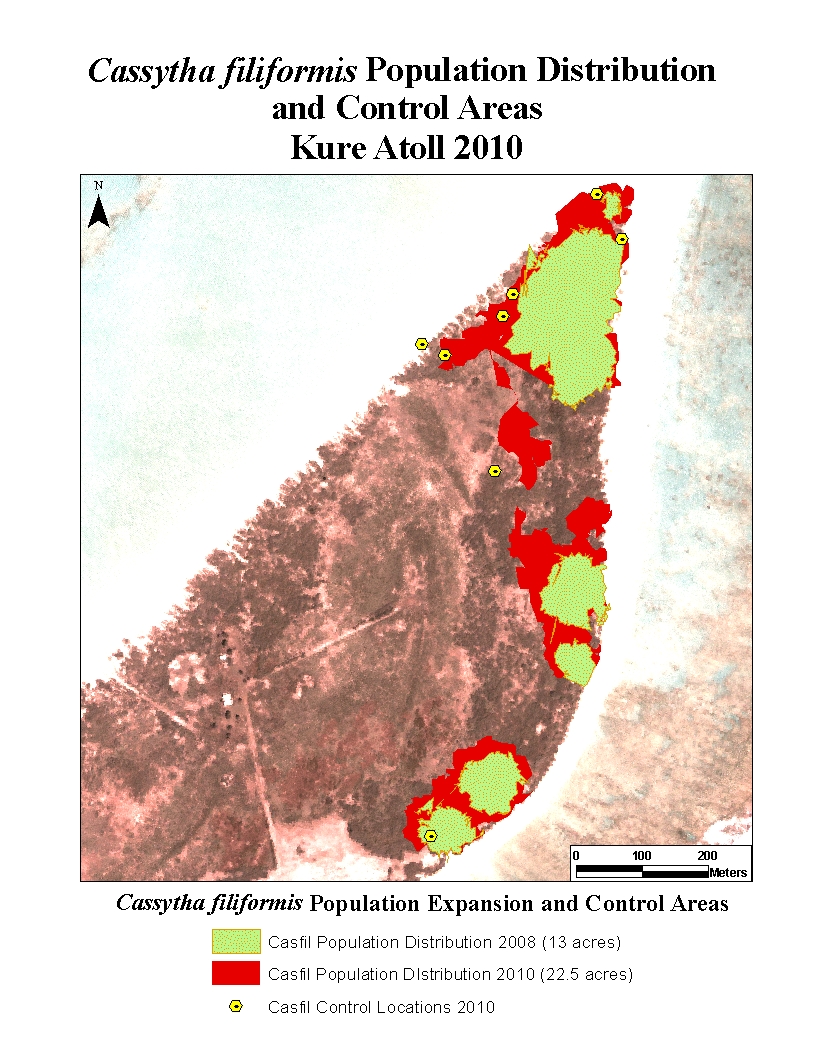 Cassytha filiformis Population Distribution
and Control Areas
Kure Atoll 2010
N
0 100 200
Meters
Cassytha filiformis Population Expansion and Control Areas
Casfil Population Distribution 2008 (13 acres)
Casfil Population DIstribution 2010 (22.5 acres)
Casfil Control Locations 2010